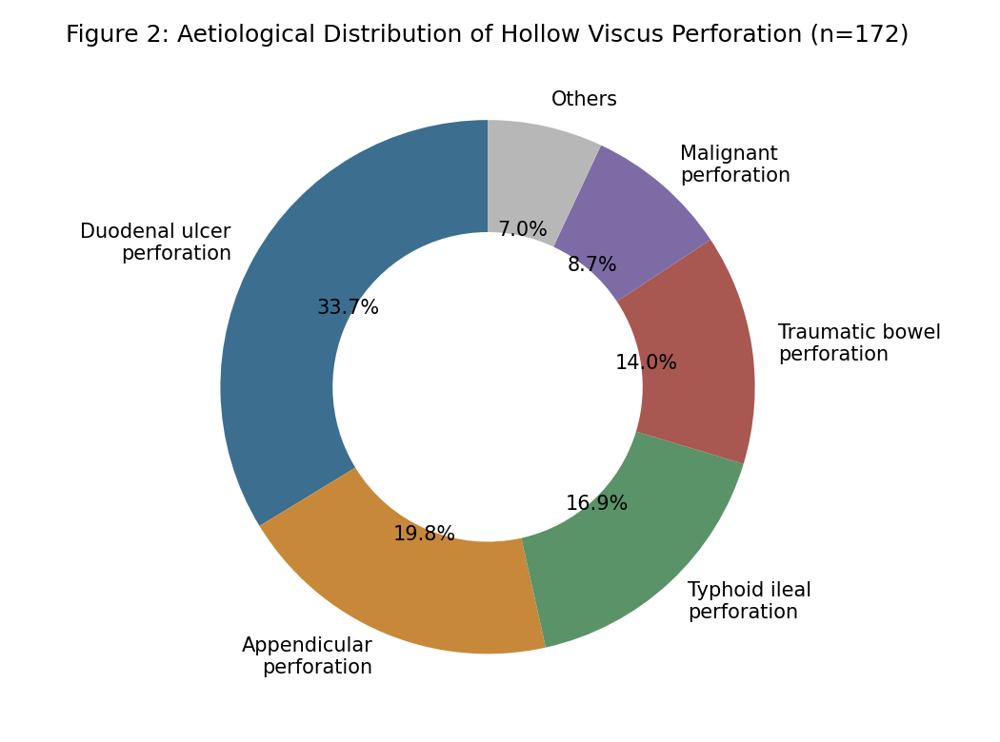 Figure 2: Aetiological Distribution of Hollow Viscus Perforation (n=172)
Others
Malignant
perforation
7.0%
8.7%
Duodenal ulcer
perforation
33.7%
Traumatic bowel
perforation
14.0%
16.9%
19.8%
Typhoid ileal
perforation
Appendicular
perforation